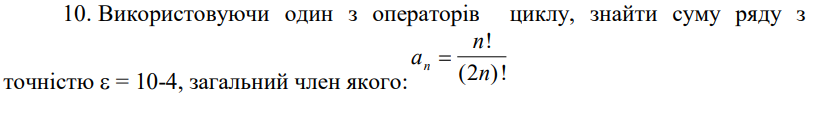 10. Використовуючи один з операторів циклу, знайти суму ряду з
точністю ε = 10-4, загальний член якого: aₙ = n! / (2n)!